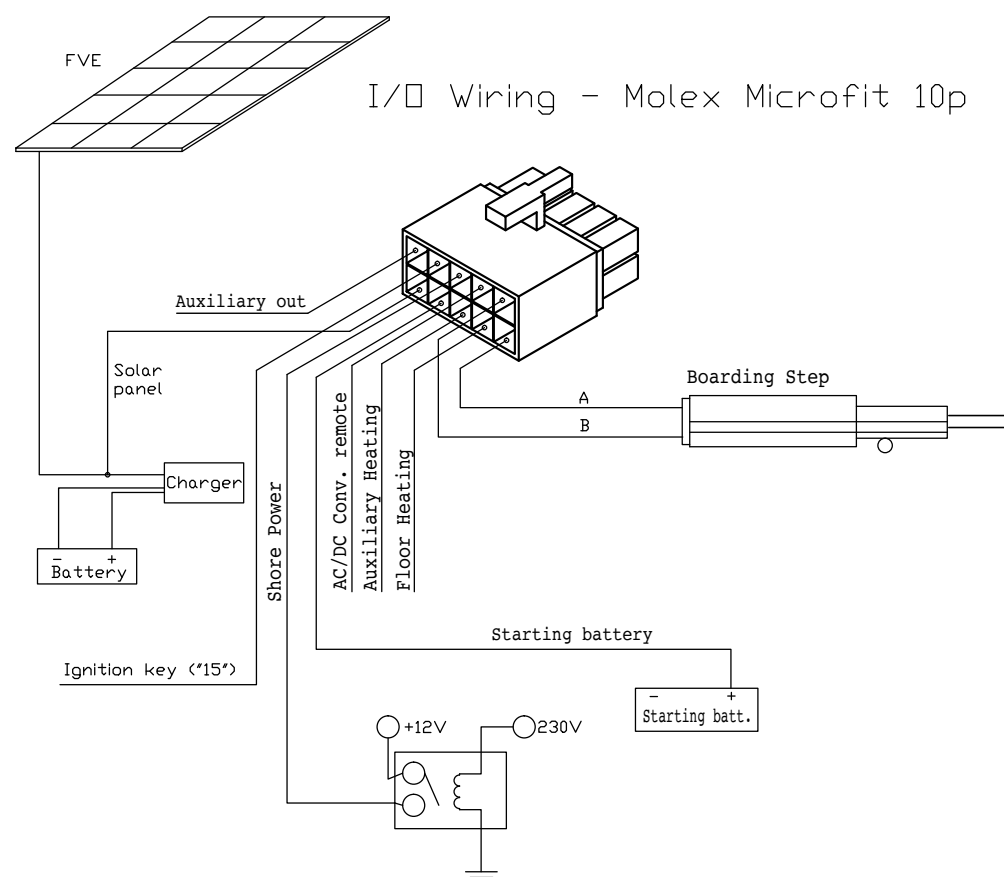 FVE
I/O Wiring - Molex Microfit 10p
Auxiliary out
Solar
panel
Boarding Step
A
B
Charger
- +
Battery
Shore Power
AC/DC Conv. remote
Auxiliary Heating
Floor Heating
Starting battery
Ignition key ("15")
- +
Starting batt.
+12V
230V